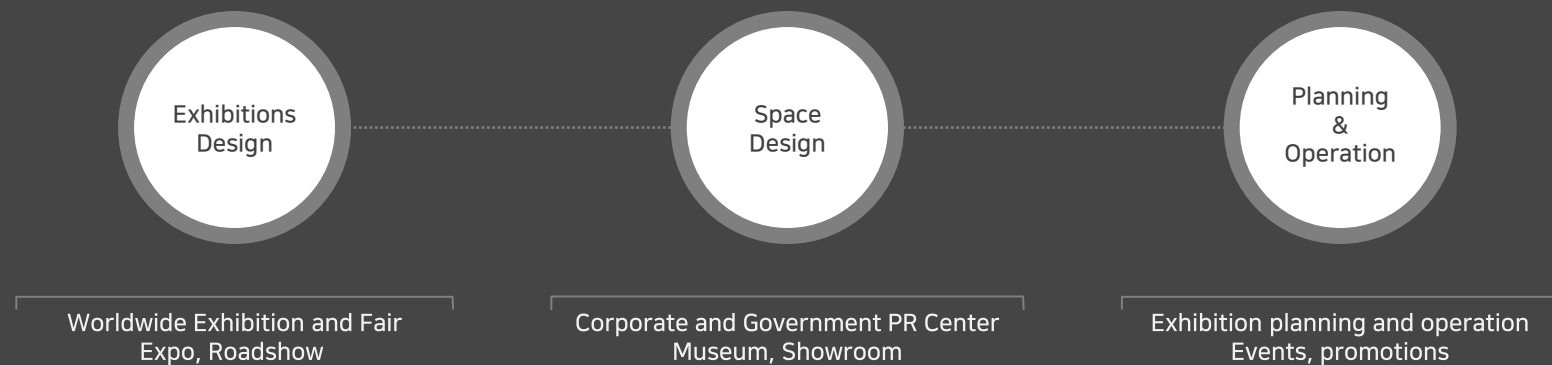 Exhibitions
Design
Space
Design
Planning
&
Operation
Worldwide Exhibition and Fair
Expo, Roadshow
Corporate and Government PR Center
Museum, Showroom
Exhibition planning and operation
Events, promotions